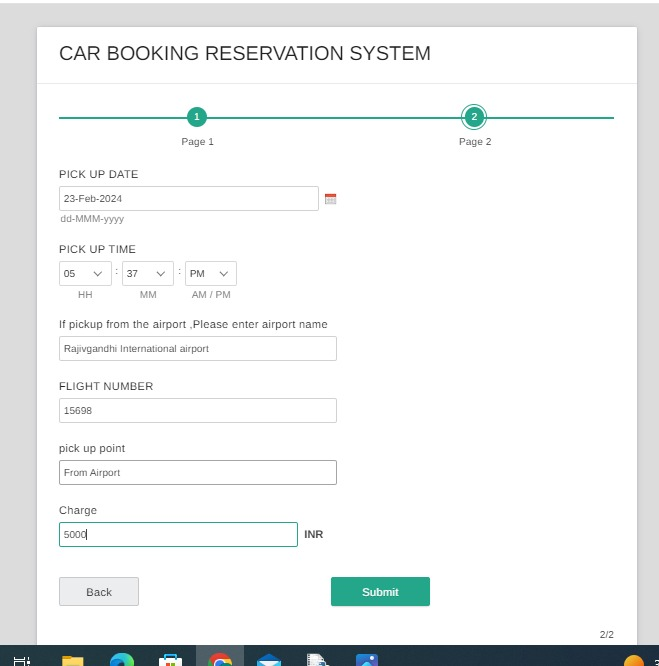 CAR BOOKING RESERVATION SYSTEM
1 2
Page 1 Page 2
PICK UP DATE
23-Feb-2024
dd-MMM-yyyy
PICK UP TIME
05 : 37 : PM
HH MM AM / PM
If pickup from the airport ,Please enter airport name
Rajivgandhi International airport
FLIGHT NUMBER
15698
pick up point
From Airport
Charge
5000 INR
Back Submit
2/2